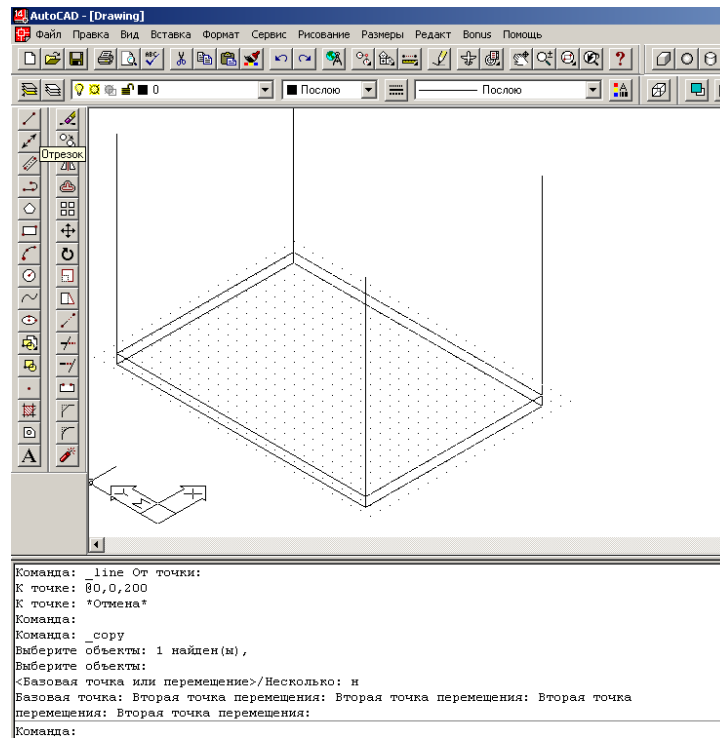 AutoCAD - [Drawing]
Файл Правка Вид Вставка Формат Сервис Рисование Размеры Редакт Bonus Помощь
0 Послою Послою
Отрезок
A
Команда: _line От точки:
К точке: @0,0,200
К точке: *Отмена*
Команда:
Команда: _copy
Выберите объекты: 1 найден(ы),
Выберите объекты:
<Базовая точка или перемещение>/Несколько: н
Базовая точка: Вторая точка перемещения: Вторая точка перемещения: Вторая точка
перемещения: Вторая точка перемещения:
Команда: